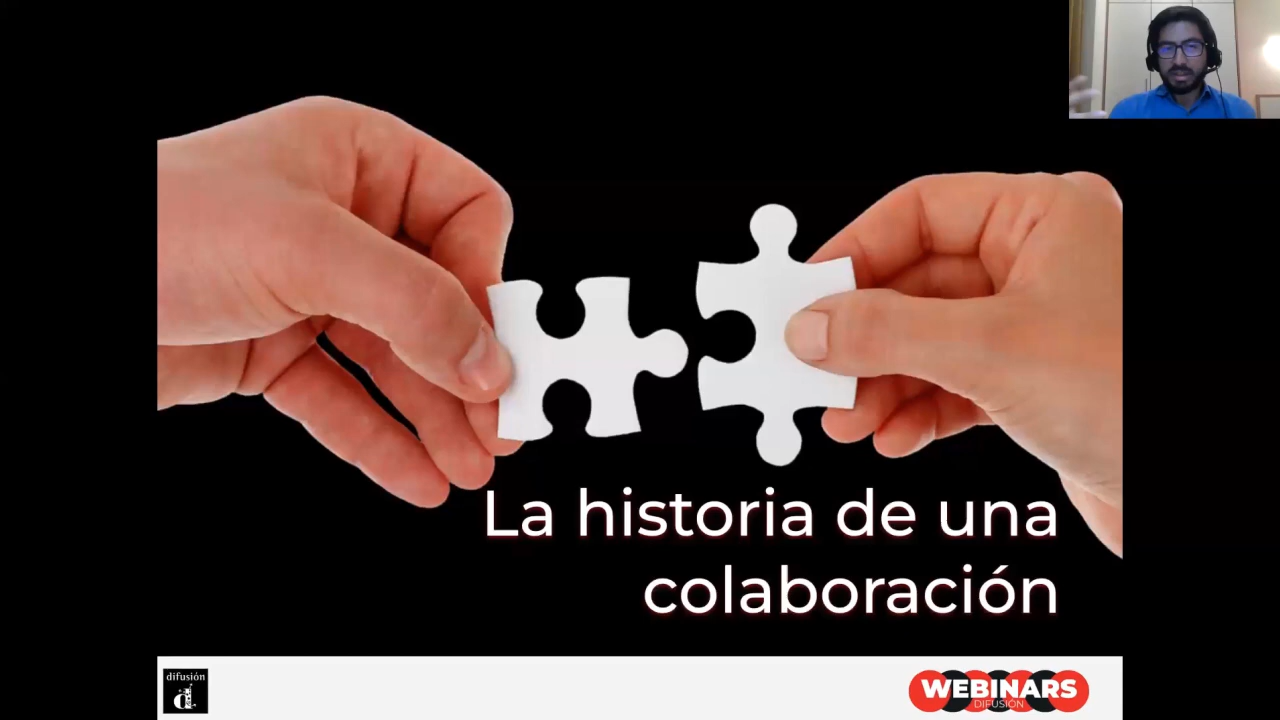 La historia de una
colaboración
difusión
d
WEBINARS
DIFUSIÓN